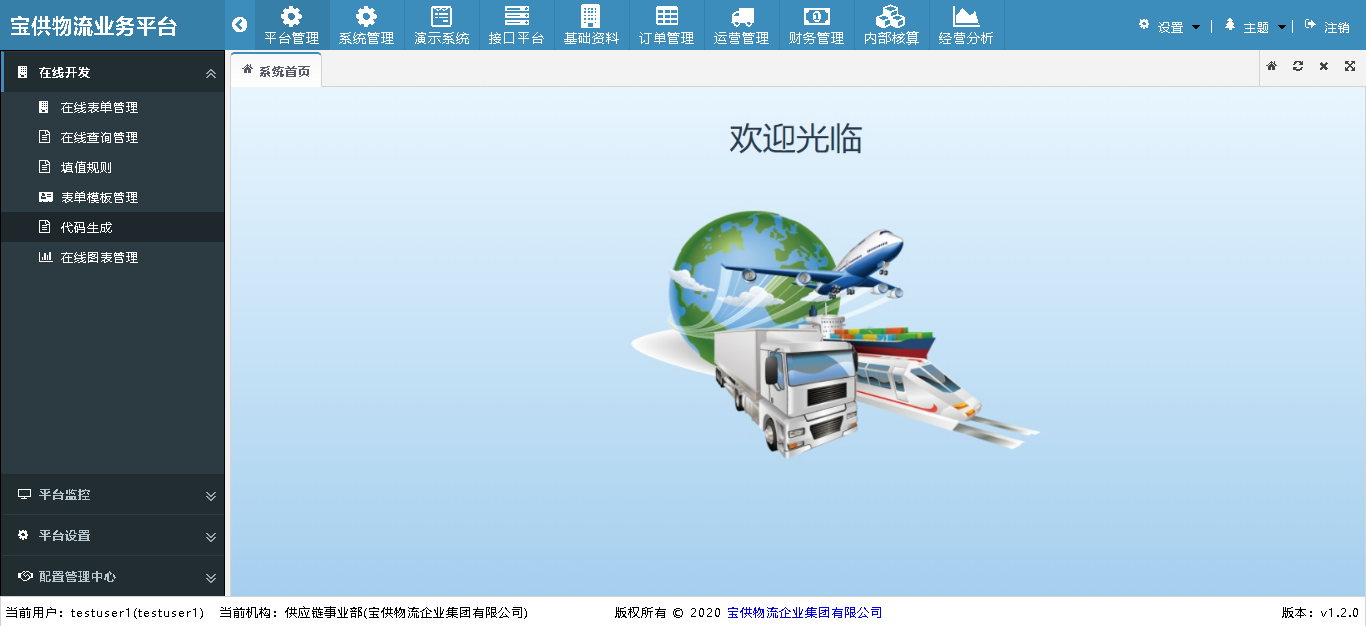 宝供物流业务平台
平台管理 系统管理 演示系统 接口平台 基础资料 订单管理 运营管理 财务管理 内部核算 经营分析
设置 | 主题 | 注销
在线开发
系统首页
在线表单管理
在线查询管理
填值规则
表单模板管理
代码生成
在线图表管理
欢迎光临
平台监控
平台设置
配置管理中心
当前用户：testuser1(testuser1) 当前机构：供应链事业部(宝供物流企业集团有限公司) 版权所有 © 2020 宝供物流企业集团有限公司 版本：v1.2.0